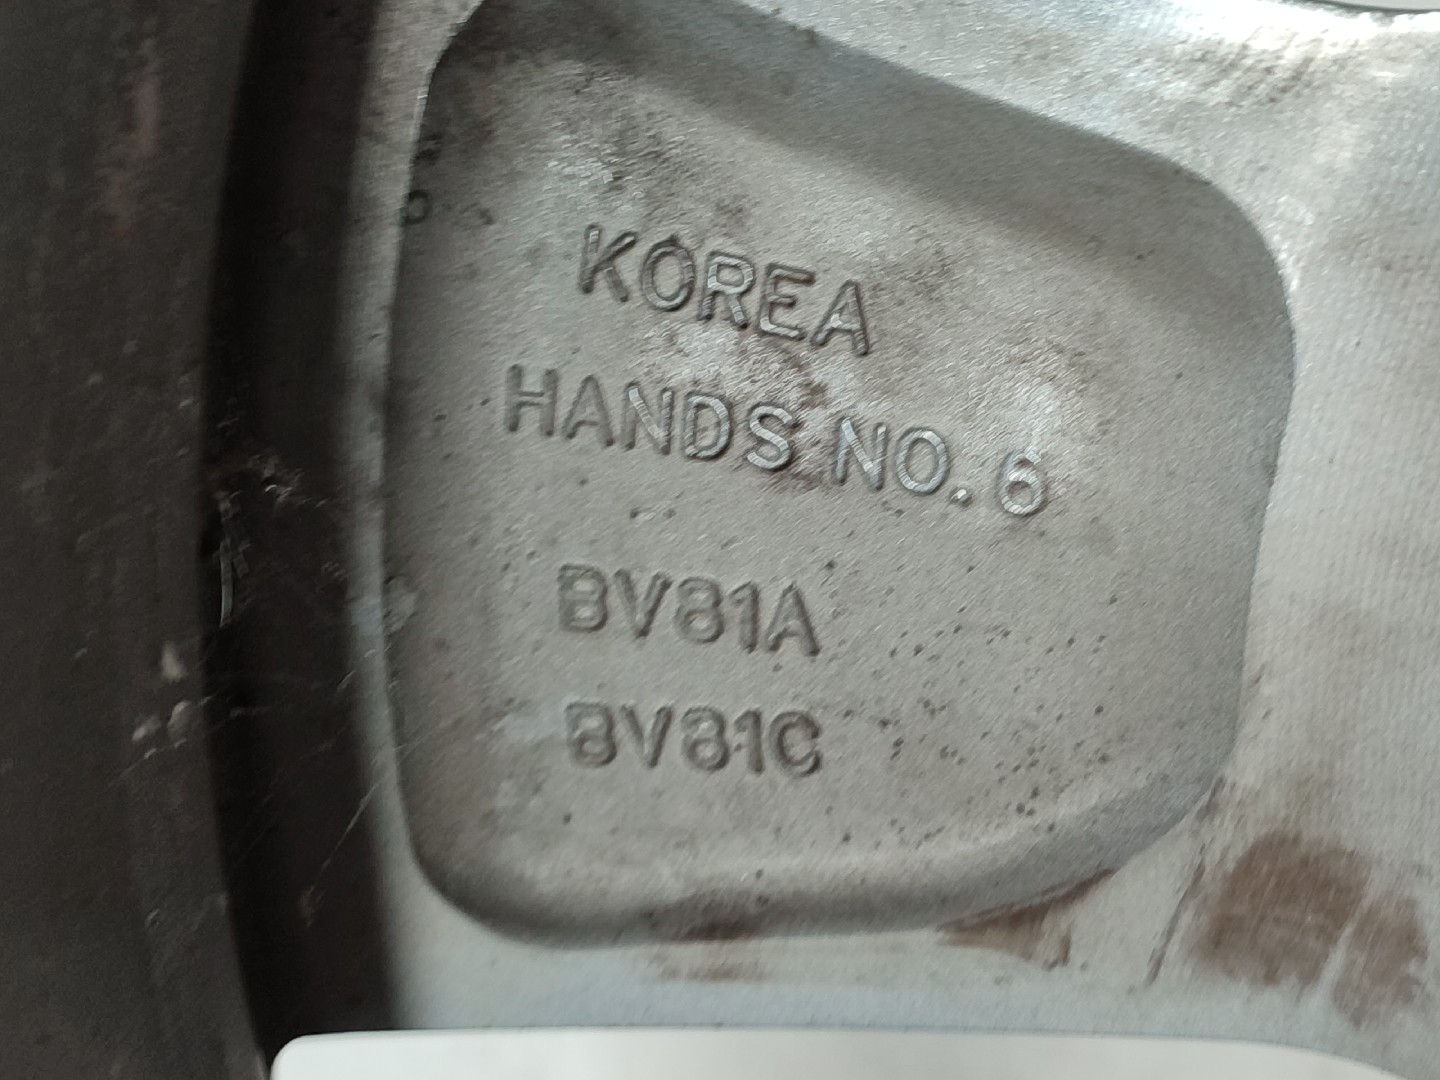 KOREA
HANDS NO. 6
BV81A
BV81C